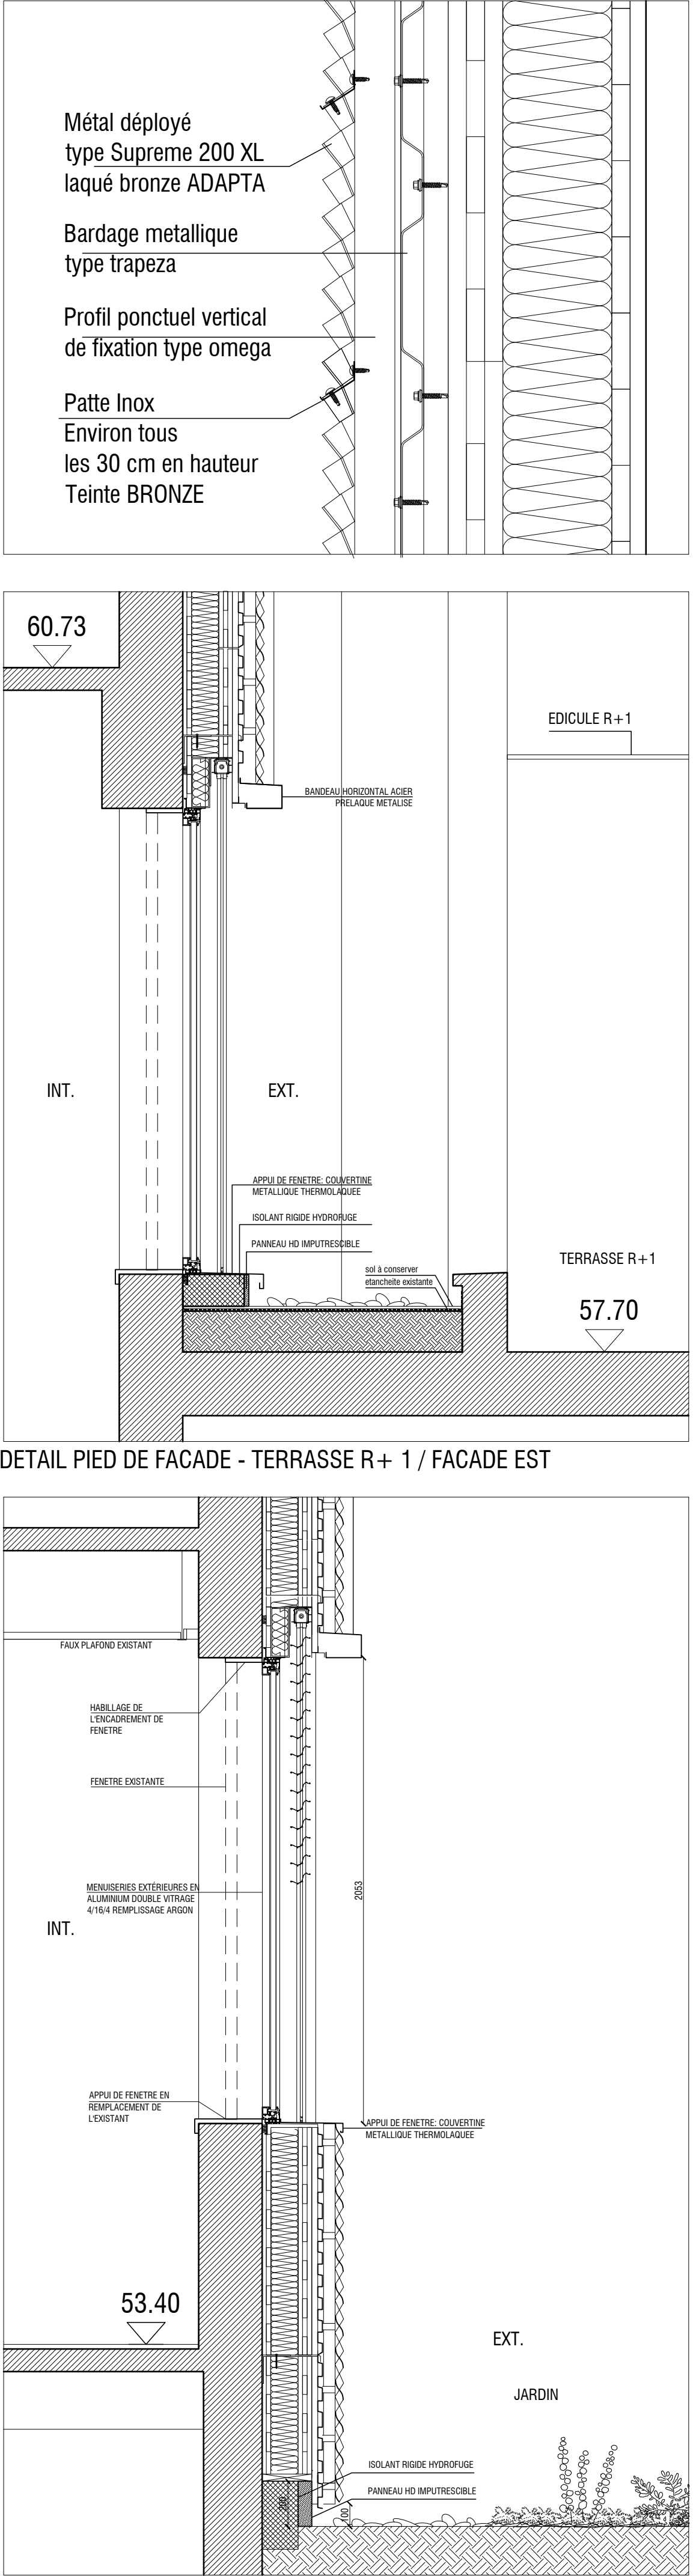 Métal déployé
type Supreme 200 XL
laqué bronze ADAPTA
Bardage metallique
type trapeza
Profil ponctuel vertical
de fixation type omega
Patte Inox
Environ tous
les 30 cm en hauteur
Teinte BRONZE
60.73
EDICULE R+1
BANDEAU HORIZONTAL ACIER
PRELAQUE METALISE
INT.
EXT.
APPUI DE FENETRE: COUVERTINE
METALLIQUE THERMOLAQUEE
ISOLANT RIGIDE HYDROFUGE
PANNEAU HD IMPUTRESCIBLE
sol à conserver
etancheite existante
TERRASSE R+1
57.70
DETAIL PIED DE FACADE - TERRASSE R+ 1 / FACADE EST
FAUX PLAFOND EXISTANT
HABILLAGE DE
L'ENCADREMENT DE
FENETRE
FENETRE EXISTANTE
MENUISERIES EXTÉRIEURES EN
ALUMINIUM DOUBLE VITRAGE
4/16/4 REMPLISSAGE ARGON
2053
INT.
APPUI DE FENETRE EN
REMPLACEMENT DE
L'EXISTANT
APPUI DE FENETRE: COUVERTINE
METALLIQUE THERMOLAQUEE
53.40
EXT.
JARDIN
ISOLANT RIGIDE HYDROFUGE
PANNEAU HD IMPUTRESCIBLE
200
100